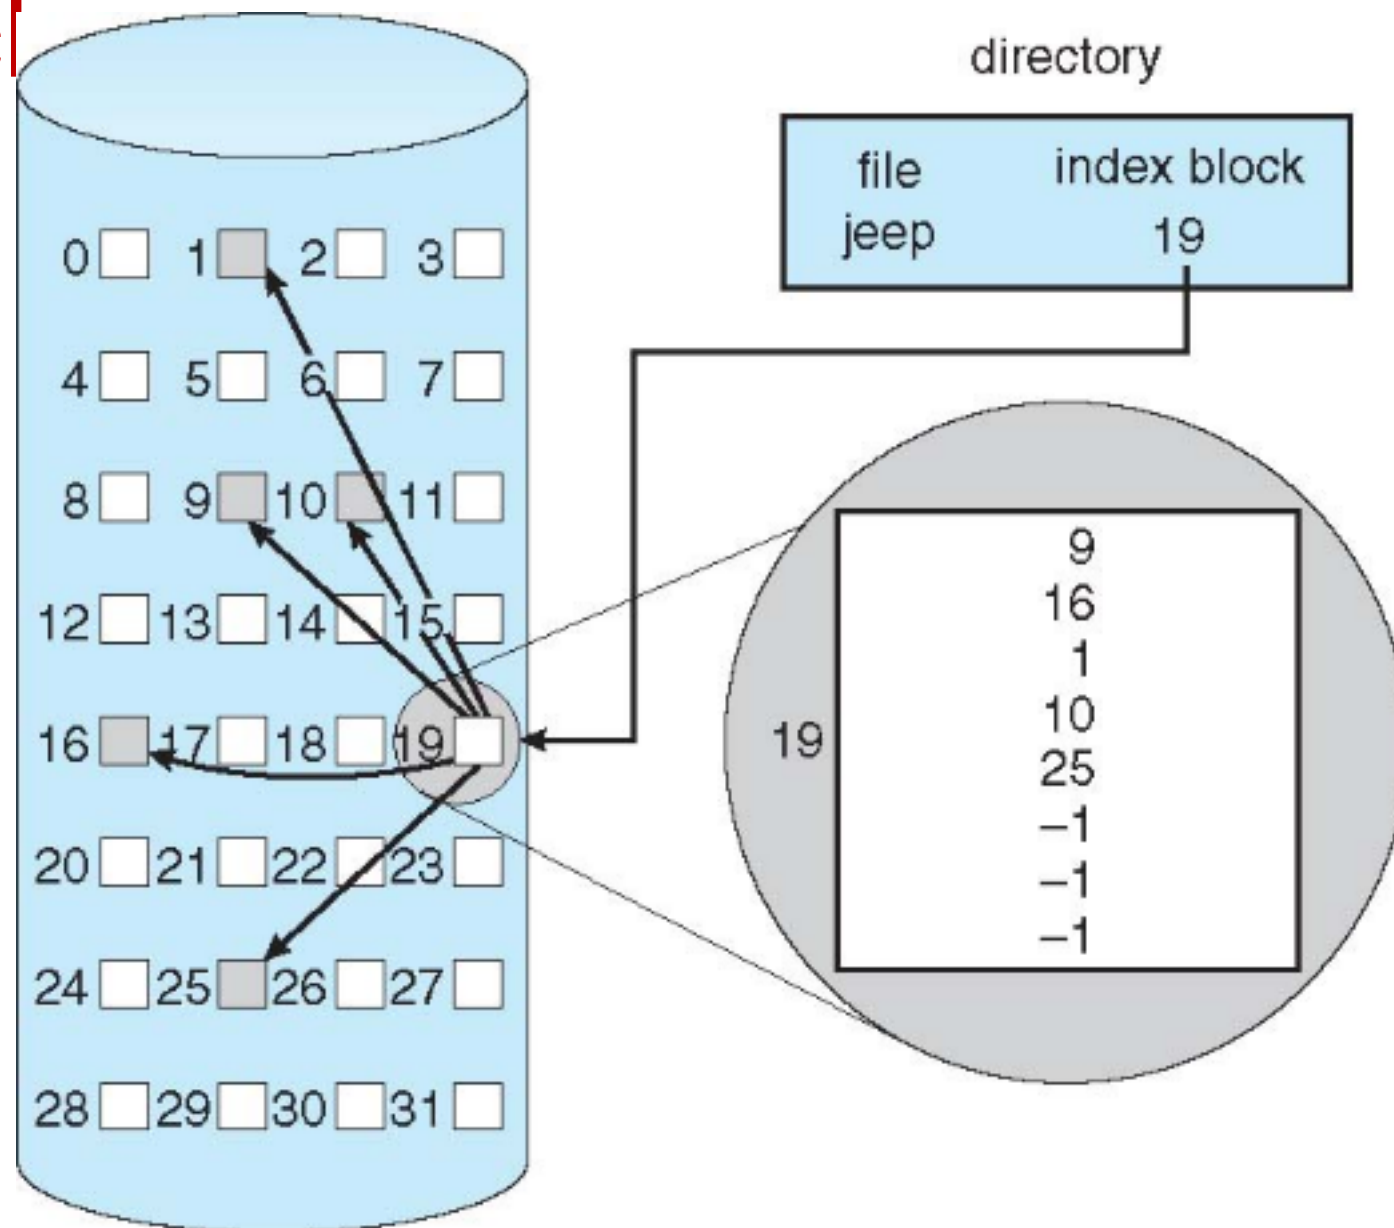 directory
file index block
jeep 19
0 1 2 3
4 5 6 7
8 9 10 11
12 13 14 15
16 17 18 19
20 21 22 23
24 25 26 27
28 29 30 31
19
9
16
1
10
25
–1
–1
–1